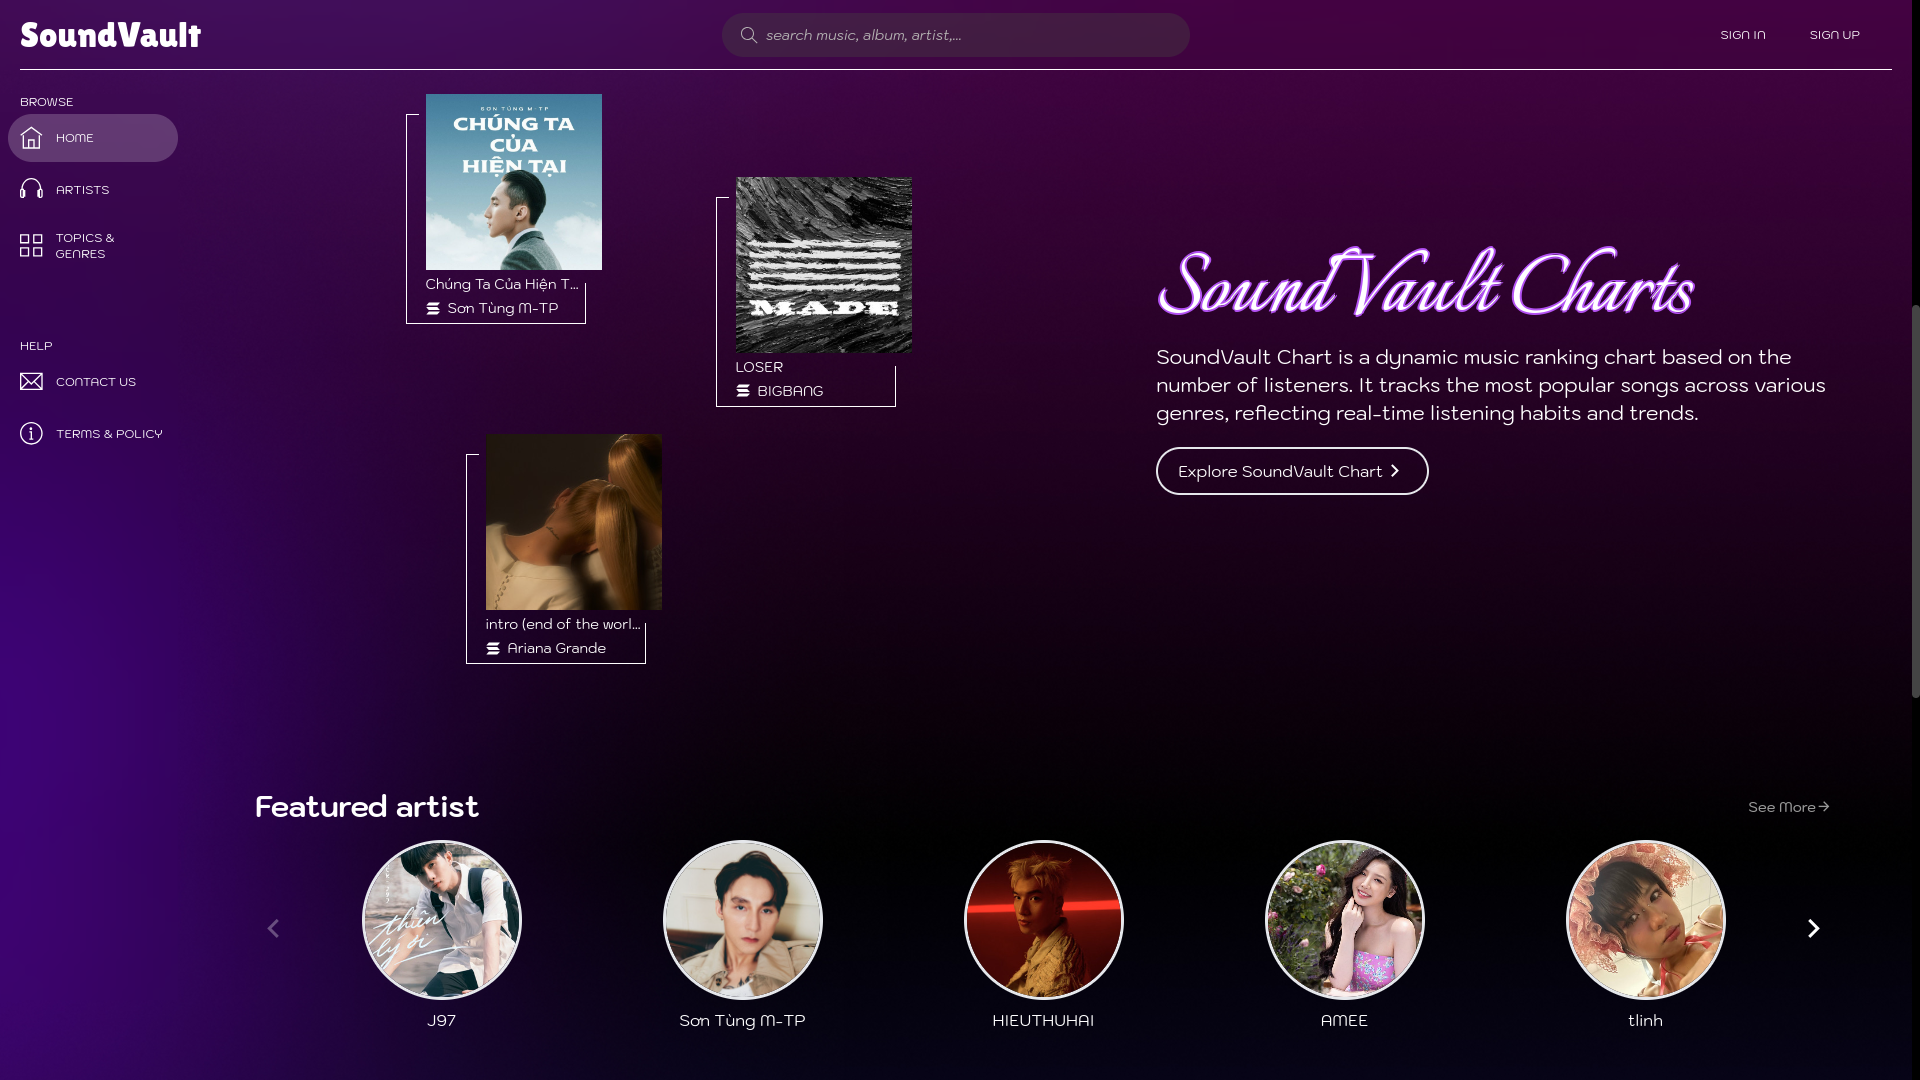 SoundVault
search music, album, artist,...
SIGN IN
SIGN UP
BROWSE
HOME
ARTISTS
TOPICS &
GENRES
HELP
CONTACT US
TERMS & POLICY
SƠN TÙNG M-TP
CHÚNG TA
CỦA
HIỆN TẠI
Chúng Ta Của Hiện T...
Sơn Tùng M-TP
MADE
LOSER
BIGBANG
intro (end of the worl...
Ariana Grande
SoundVault Charts
SoundVault Chart is a dynamic music ranking chart based on the
number of listeners. It tracks the most popular songs across various
genres, reflecting real-time listening habits and trends.
Explore SoundVault Chart
Featured artist
See More
thiên
lý ơi
J97
Sơn Tùng M-TP
HIEUTHUHAI
AMEE
tlinh